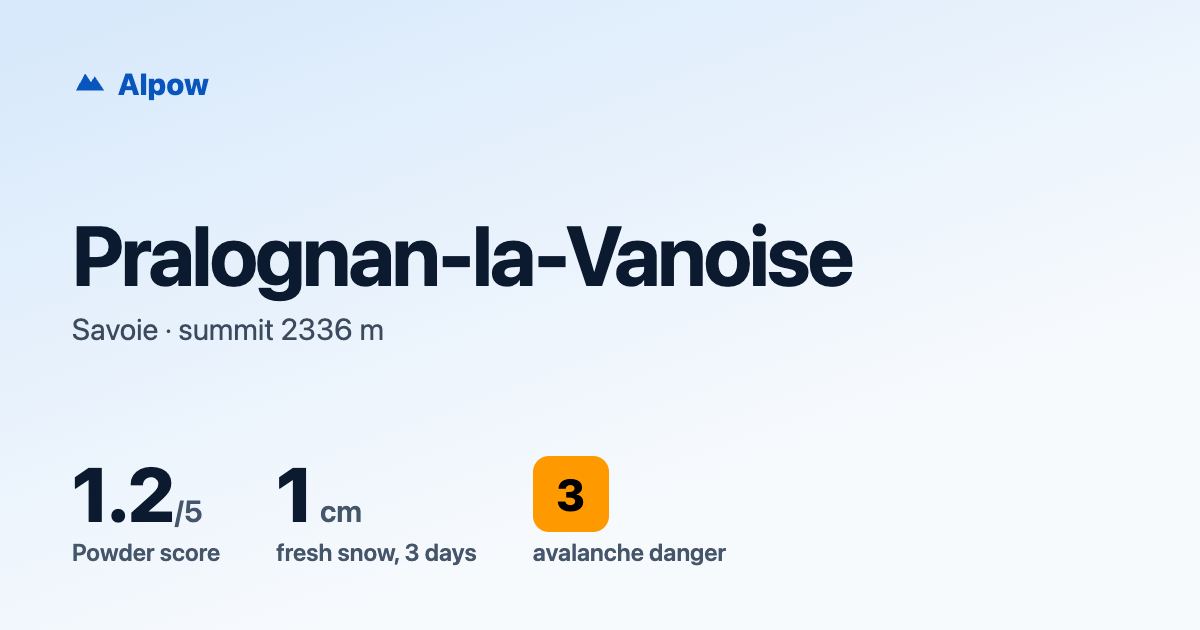 Alpow
Pralognan-la-Vanoise
Savoie · summit 2336 m
1.2/5
Powder score
1 cm
fresh snow, 3 days
3
avalanche danger